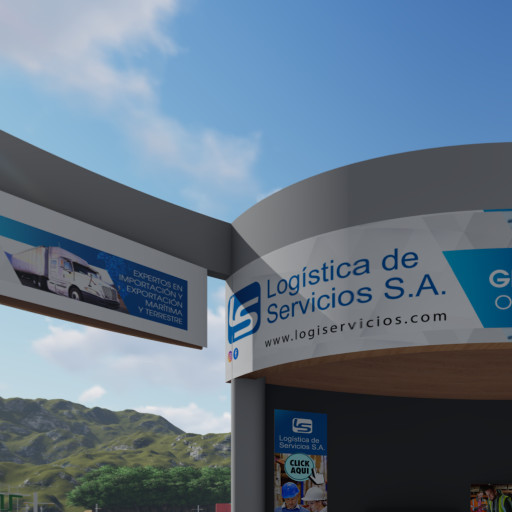 EXPERTOS EN
IMPORTACIÓN Y
EXPORTACIÓN
MARÍTIMA
Y TERRESTRE
LS
Logística de
Servicios S.A.
www.logiservicios.com
LS
Logística de
Servicios S.A.
CLICK
AQUÍ